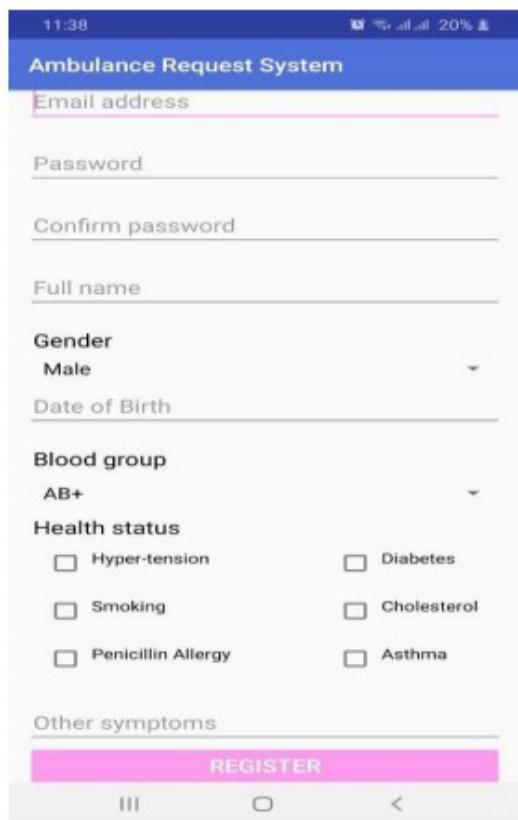 11:38 20%
Ambulance Request System
Email address
Password
Confirm password
Full name
Gender
Male
Date of Birth
Blood group
AB+
Health status
Hyper-tension Diabetes
Smoking Cholesterol
Penicillin Allergy Asthma
Other symptoms
REGISTER